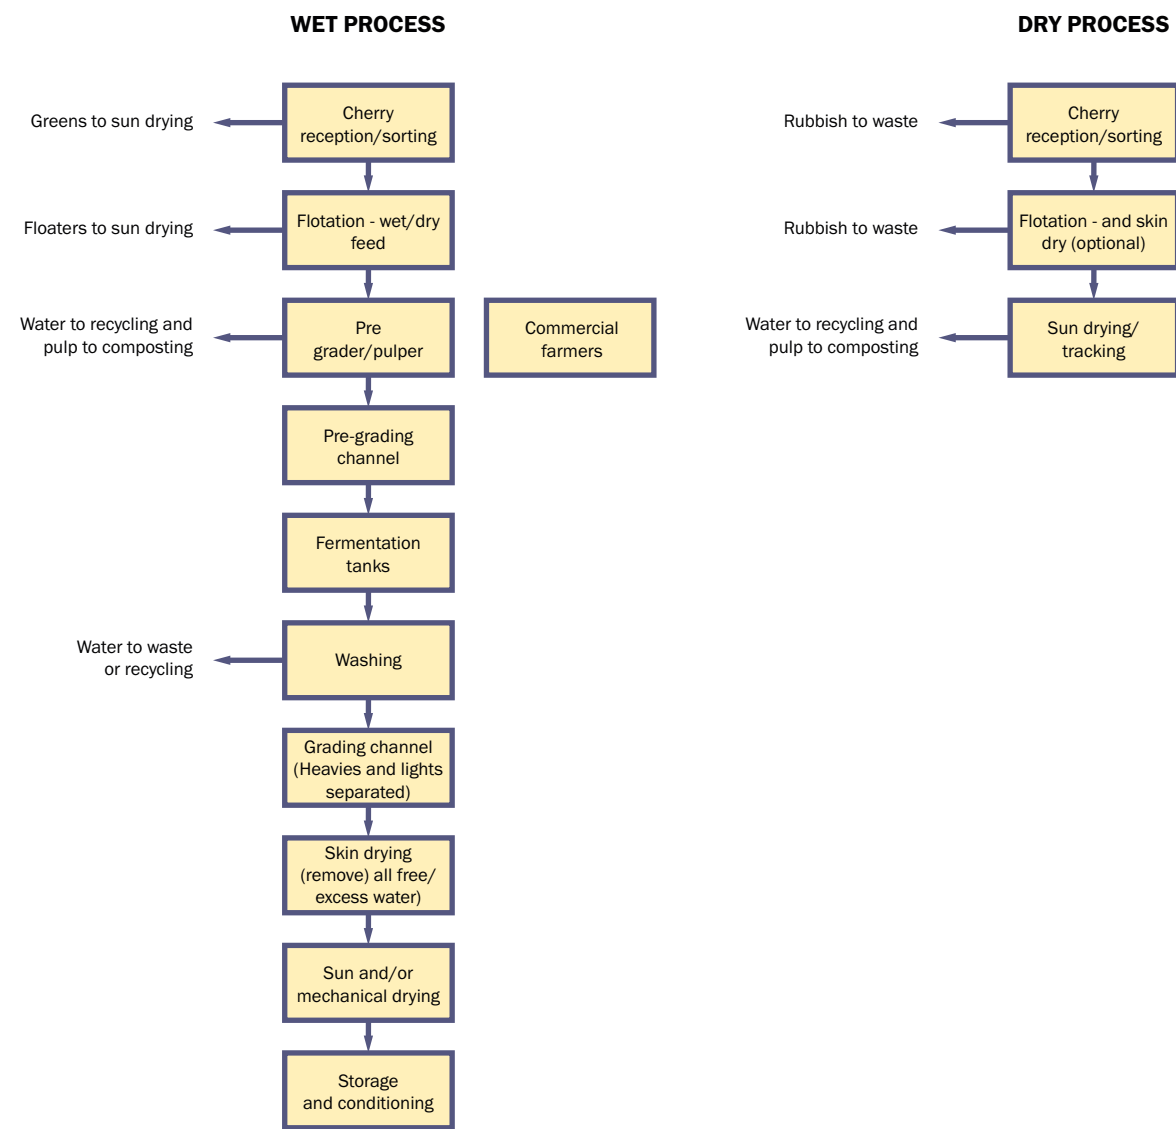 WET PROCESS
Greens to sun drying
Cherry
reception/sorting
Floaters to sun drying
Flotation - wet/dry
feed
Water to recycling and
pulp to composting
Pre
grader/pulper
Commercial
farmers
Pre-grading
channel
Fermentation
tanks
Water to waste
or recycling
Washing
Grading channel
(Heavies and lights
separated)
Skin drying
(remove) all free/
excess water)
Sun and/or
mechanical drying
Storage
and conditioning
DRY PROCESS
Rubbish to waste
Cherry
reception/sorting
Rubbish to waste
Flotation - and skin
dry (optional)
Water to recycling and
pulp to composting
Sun drying/
tracking